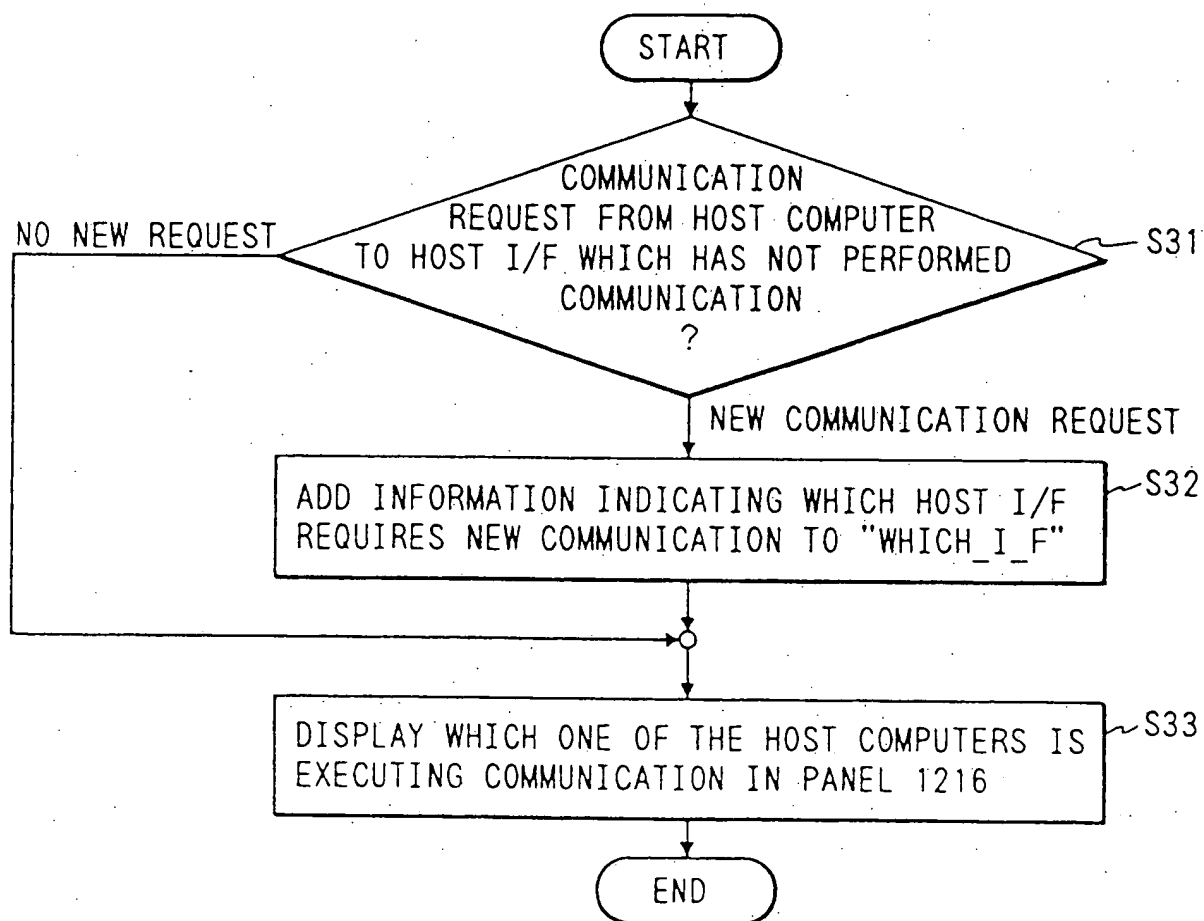 START
COMMUNICATION
REQUEST FROM HOST COMPUTER
TO HOST I/F WHICH HAS NOT PERFORMED
COMMUNICATION
?
S31
NO NEW REQUEST
NEW COMMUNICATION REQUEST
ADD INFORMATION INDICATING WHICH HOST I/F
REQUIRES NEW COMMUNICATION TO "WHICH_I_F"
S32
DISPLAY WHICH ONE OF THE HOST COMPUTERS IS
EXECUTING COMMUNICATION IN PANEL 1216
S33
END